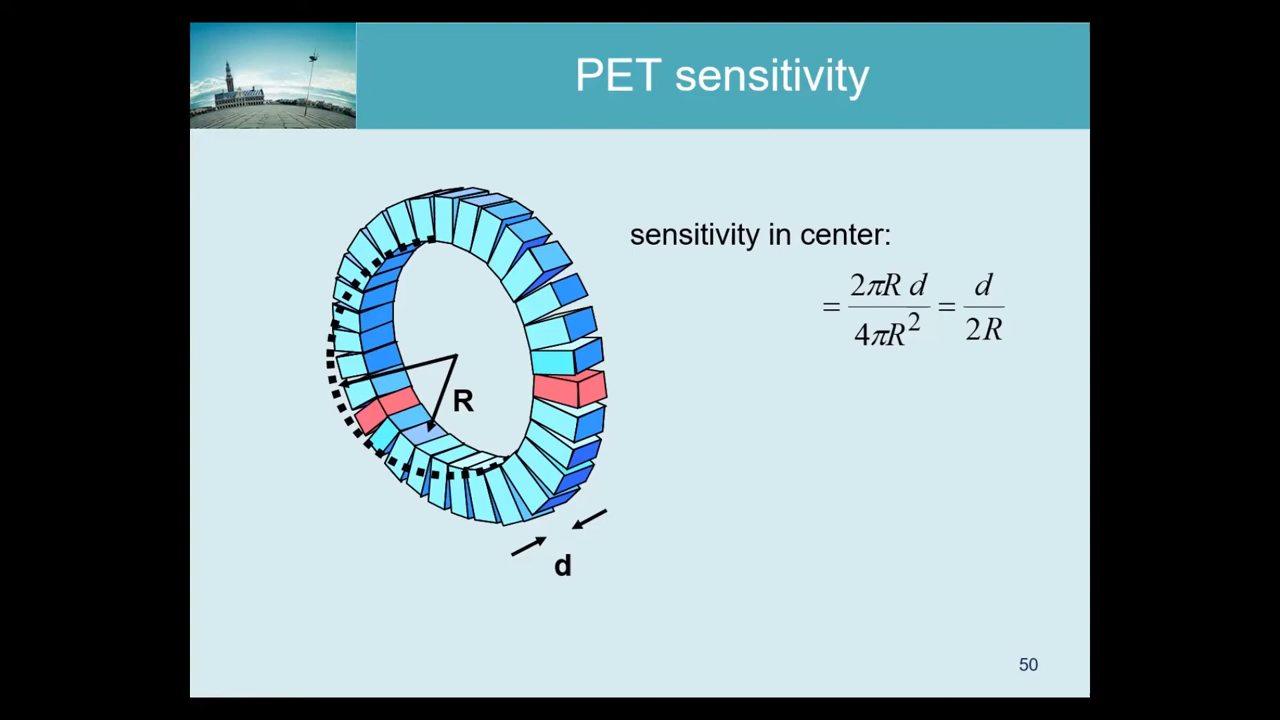 PET sensitivity
sensitivity in center:
= 2πR d / 4πR² = d / 2R
R
d
50